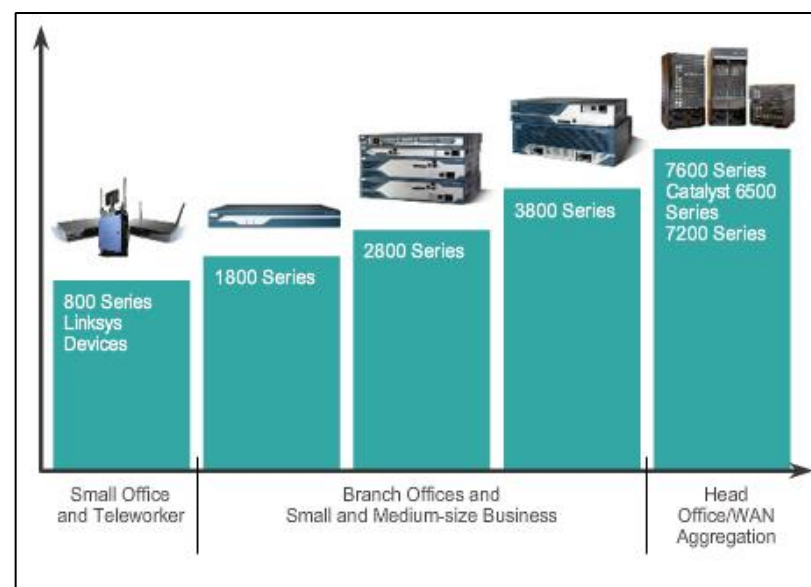 800 Series
Linksys
Devices
1800 Series
2800 Series
3800 Series
7600 Series
Catalyst 6500
Series
7200 Series
Small Office
and Teleworker
Branch Offices and
Small and Medium-size Business
Head
Office/WAN
Aggregation